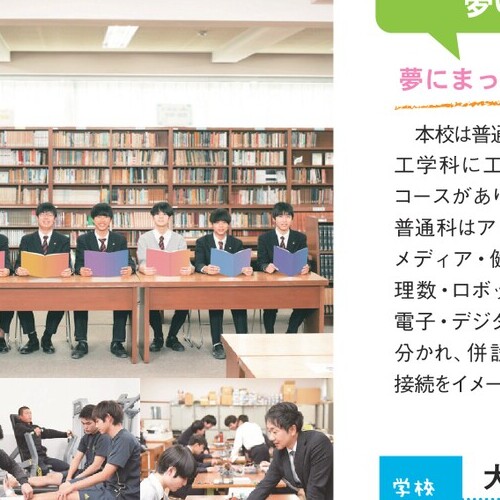 夢
夢にまっ
本校は普通
工学科に工
コースがあり
普通科はア
メディア・健
理数・ロボッ
電子・デジタ
分かれ、併設
接続をイメー
学校